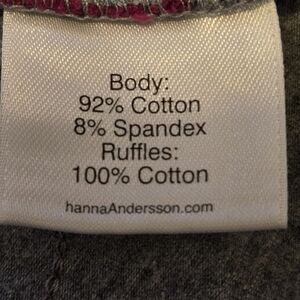 Body:
92% Cotton
8% Spandex
Ruffles:
100% Cotton
hannaAndersson.com